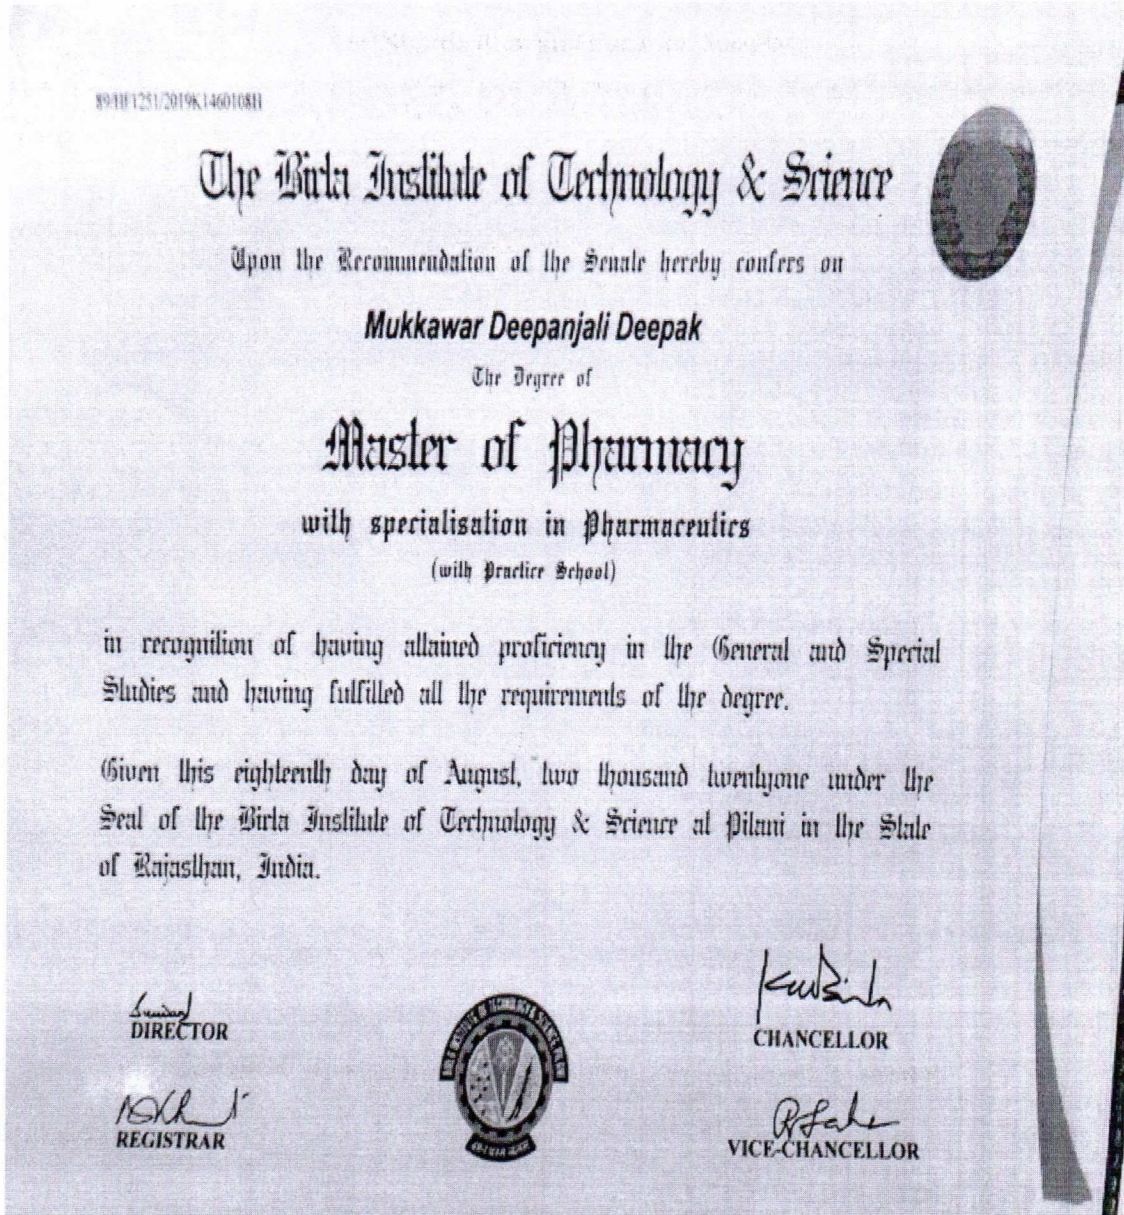 89/HF1251/2019K1460108H
The Birla Institute of Technology & Science
Upon the Recommendation of the Senate hereby confers on
Mukkawar Deepanjali Deepak
The Degree of
Master of Pharmacy
with specialisation in Pharmaceutics
(with Practice School)
in recognition of having attained proficiency in the General and Special
Studies and having fulfilled all the requirements of the degree.
Given this eighteenth day of August, two thousand twentyone under the
Seal of the Birla Institute of Technology & Science at Pilani in the State
of Rajasthan, India.
DIRECTOR
CHANCELLOR
REGISTRAR
VICE-CHANCELLOR